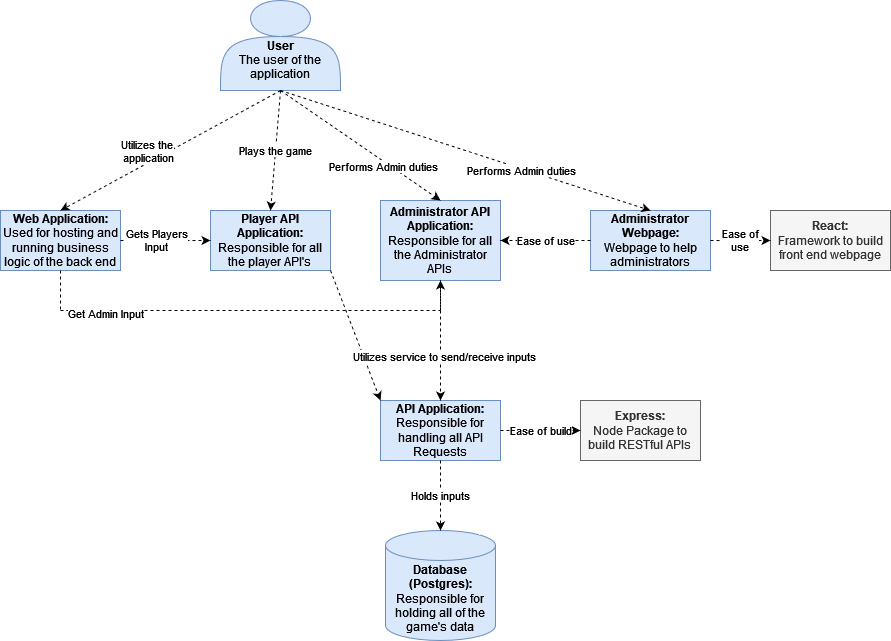 User
The user of the
application
Utilizes the
application
Plays the game
Performs Admin duties
Performs Admin duties
Web Application:
Used for hosting and
running business
logic of the back end
Gets Players
Input
Player API
Application:
Responsible for all
the player API's
Administrator API
Application:
Responsible for all
the Administrator
APIs
Ease of use
Administrator
Webpage:
Webpage to help
administrators
Ease of
use
React:
Framework to build
front end webpage
Get Admin Input
Utilizes service to send/receive inputs
API Application:
Responsible for
handling all API
Requests
Ease of build
Express:
Node Package to
build RESTful APIs
Holds inputs
Database
(Postgres):
Responsible for
holding all of the
game's data